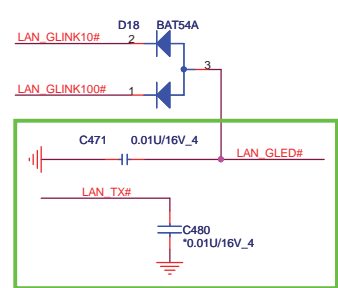 D18 BAT54A
LAN_GLINK10# 2
3
LAN_GLINK100# 1
C471 0.01U/16V_4
LAN_GLED#
LAN_TX#
C480
*0.01U/16V_4